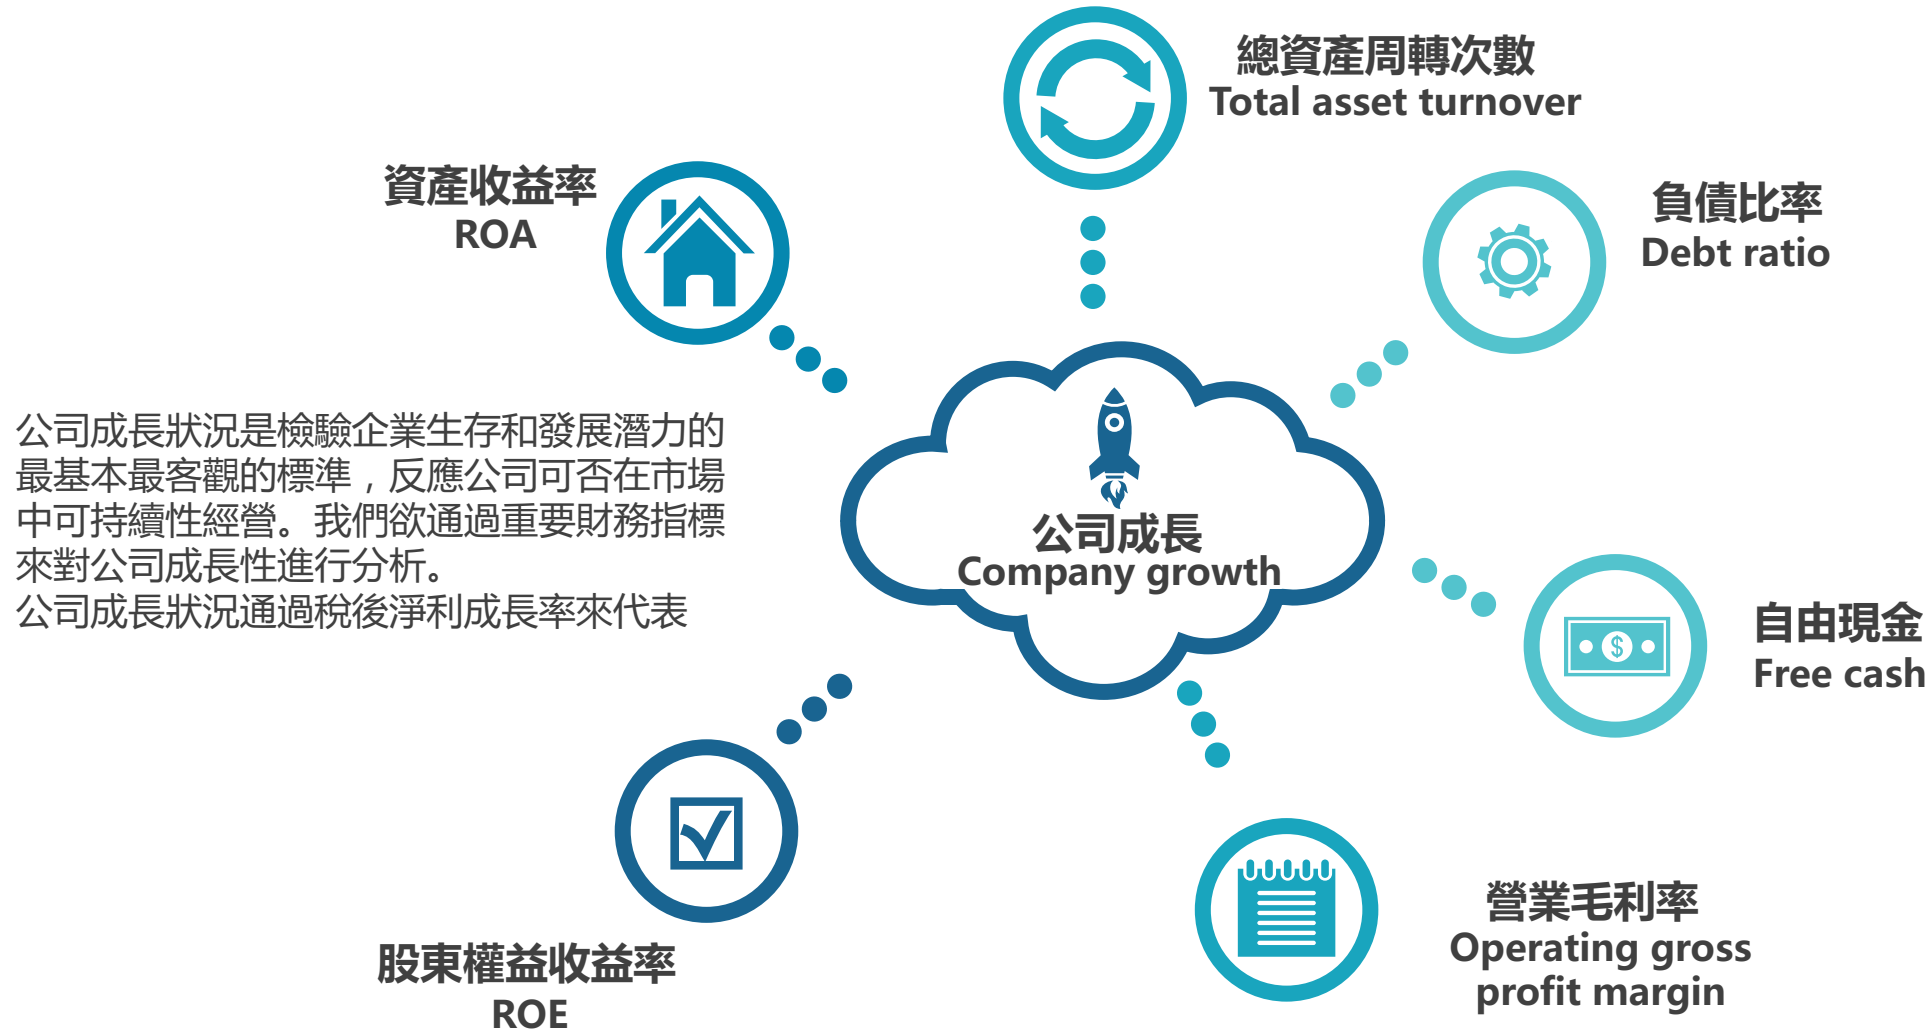 總資產周轉次數
Total asset turnover
資產收益率
ROA
負債比率
Debt ratio
公司成長狀況是檢驗企業生存和發展潛力的
最基本最客觀的標準，反應公司可否在市場
中可持續性經營。我們欲通過重要財務指標
來對公司成長性進行分析。
公司成長狀況通過稅後淨利成長率來代表
公司成長
Company growth
自由現金
Free cash
營業毛利率
Operating gross
profit margin
股東權益收益率
ROE